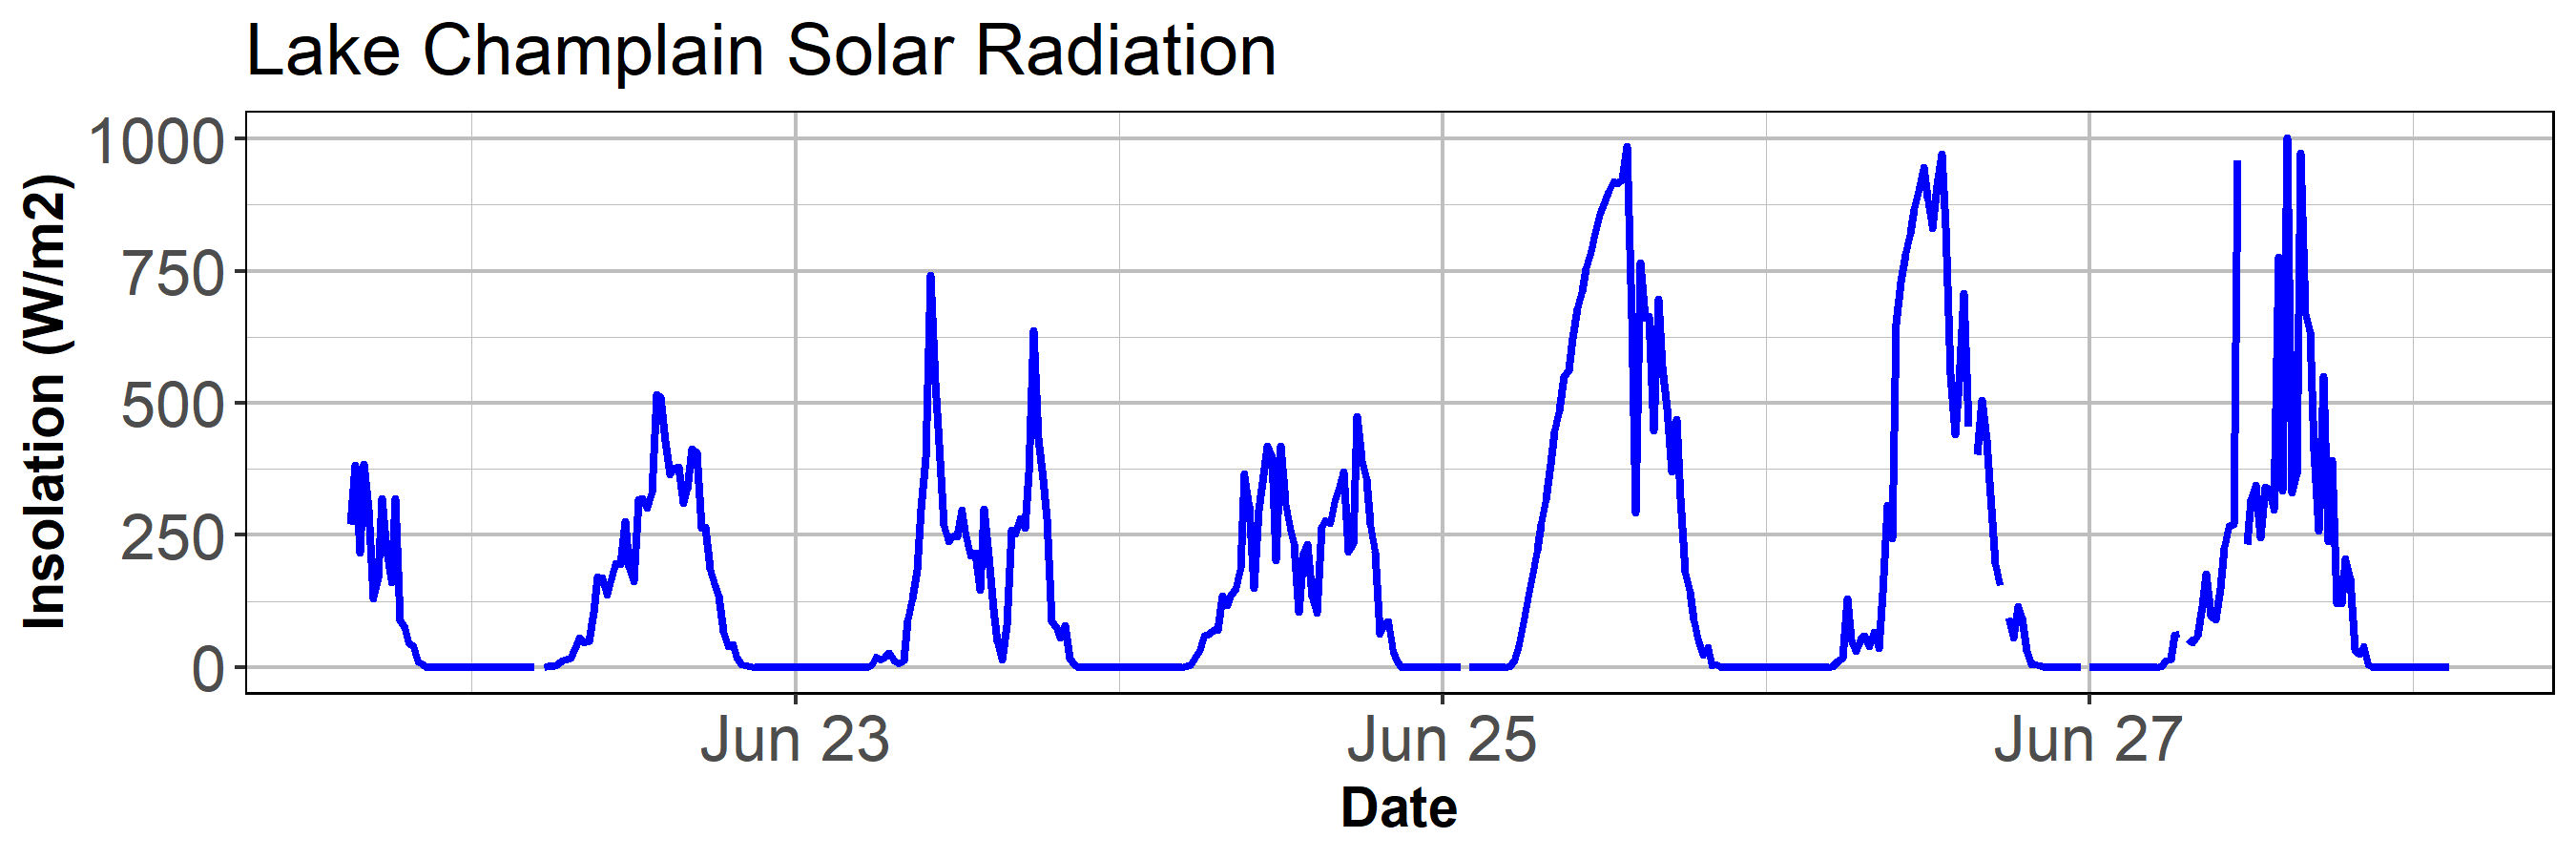 Lake Champlain Solar Radiation
Insolation (W/m2)
1000
750
500
250
0
Jun 23
Jun 25
Jun 27
Date